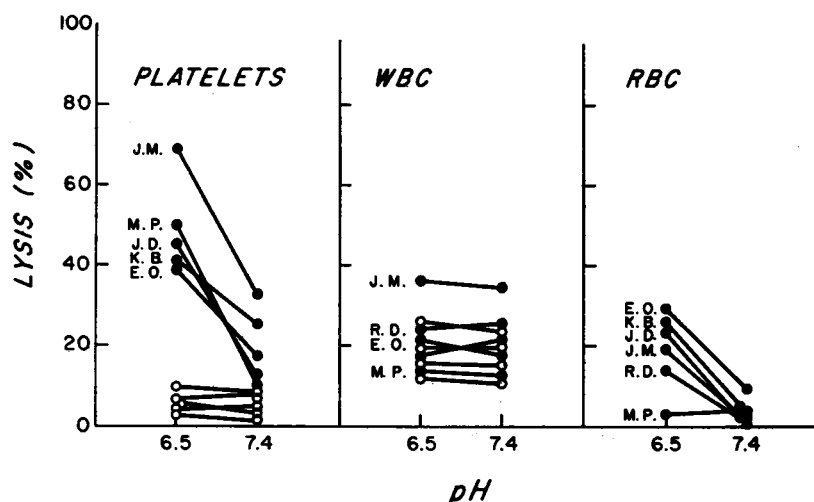 LYSIS (%)
100
80
60
40
20
0
PLATELETS
J.M.
M.P.
J.D.
K.B.
E.O.
6.5 7.4
WBC
J.M.
R.D.
E.O.
M.P.
6.5 7.4
RBC
E.O.
K.B.
J.D.
J.M.
R.D.
M.P.
6.5 7.4
pH